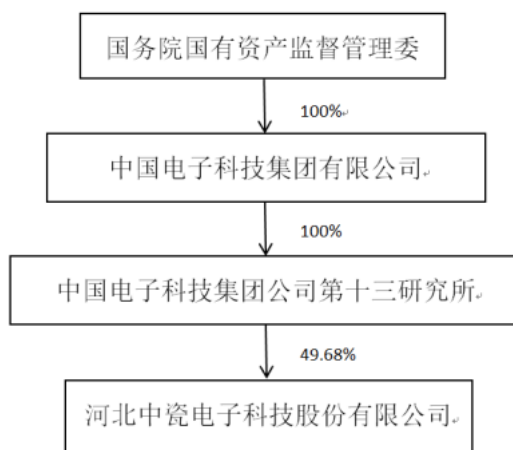 国务院国有资产监督管理委
100%
中国电子科技集团有限公司
100%
中国电子科技集团公司第十三研究所
49.68%
河北中瓷电子科技股份有限公司